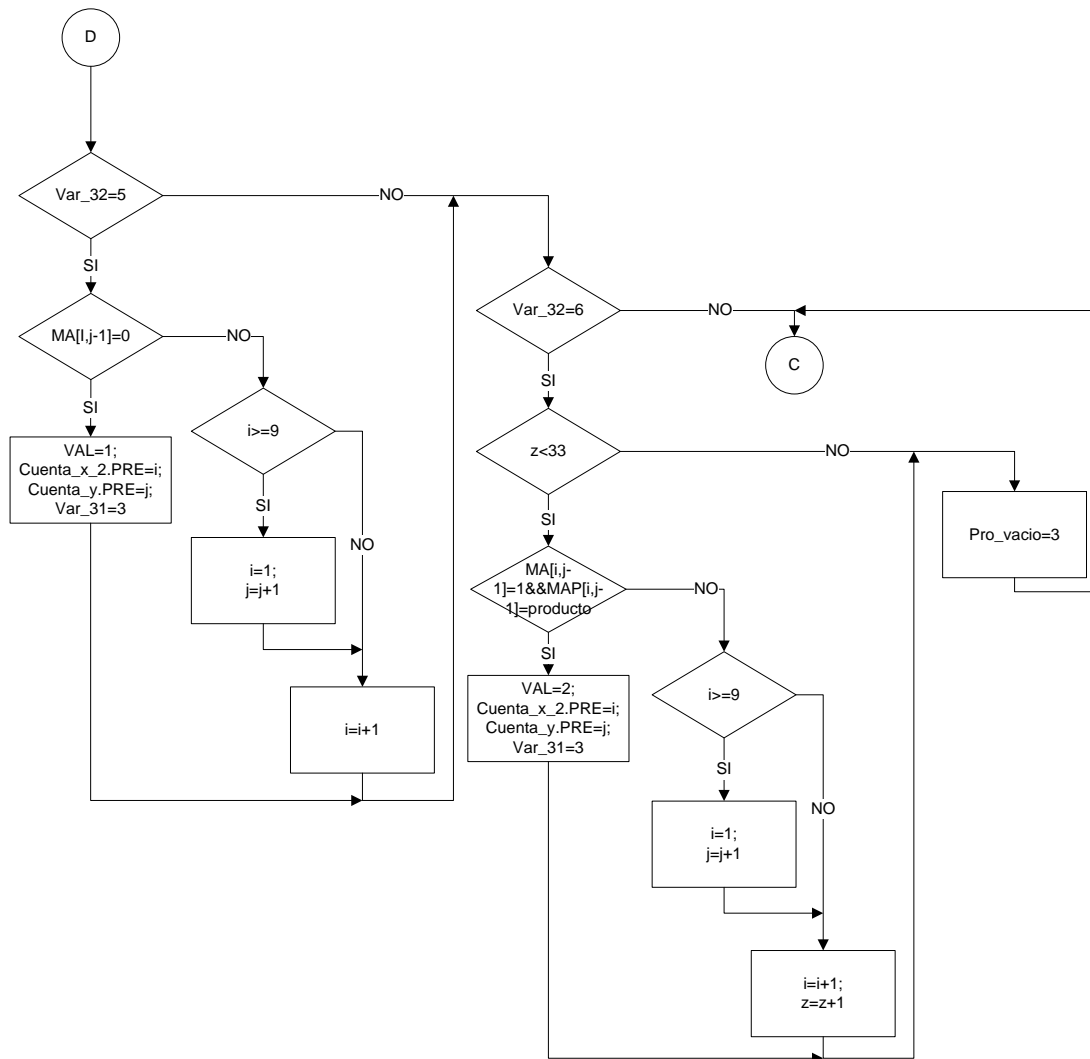 D
Var_32=5
NO
SI
MA[I,j-1]=0
NO
SI
VAL=1;
Cuenta_x_2.PRE=i;
Cuenta_y.PRE=j;
Var_31=3
i>=9
SI
NO
i=1;
j=j+1
i=i+1
Var_32=6
NO
C
SI
z<33
NO
Pro_vacio=3
SI
MA[i,j-
1]=1&&MAP[i,j-
1]=producto
NO
SI
VAL=2;
Cuenta_x_2.PRE=i;
Cuenta_y.PRE=j;
Var_31=3
i>=9
SI
NO
i=1;
j=j+1
i=i+1;
z=z+1